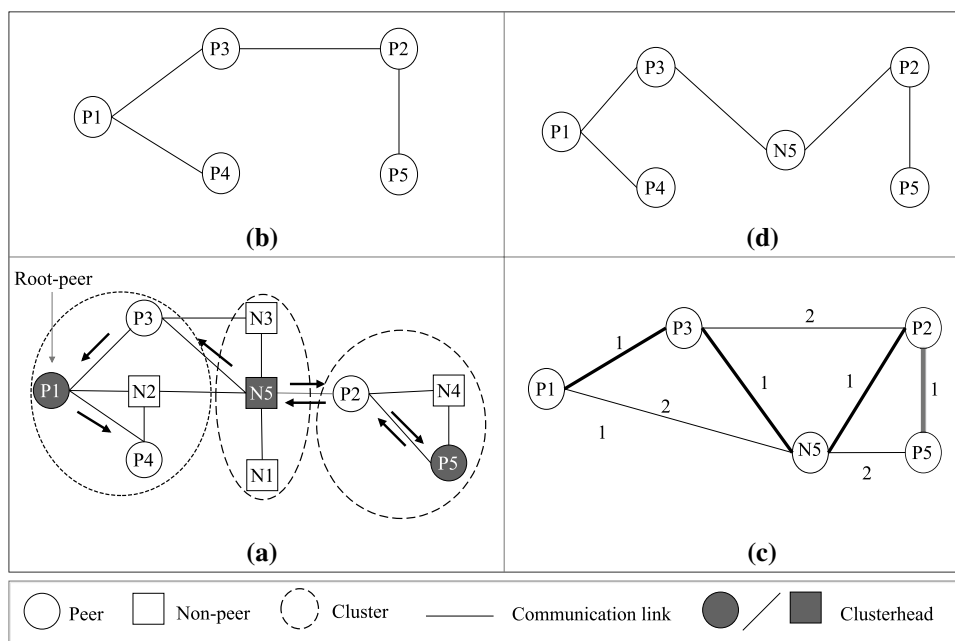 P3
P2
P1
P4
P5
(b)
P3
P2
P1
N5
P4
P5
(d)
Root-peer
P3
N3
P1
N2
N5
P2
N4
P4
N1
P5
(a)
P3
2
P2
1
P1
1
1
1
2
1
N5
2
P5
(c)
Peer
Non-peer
Cluster
Communication link
Clusterhead